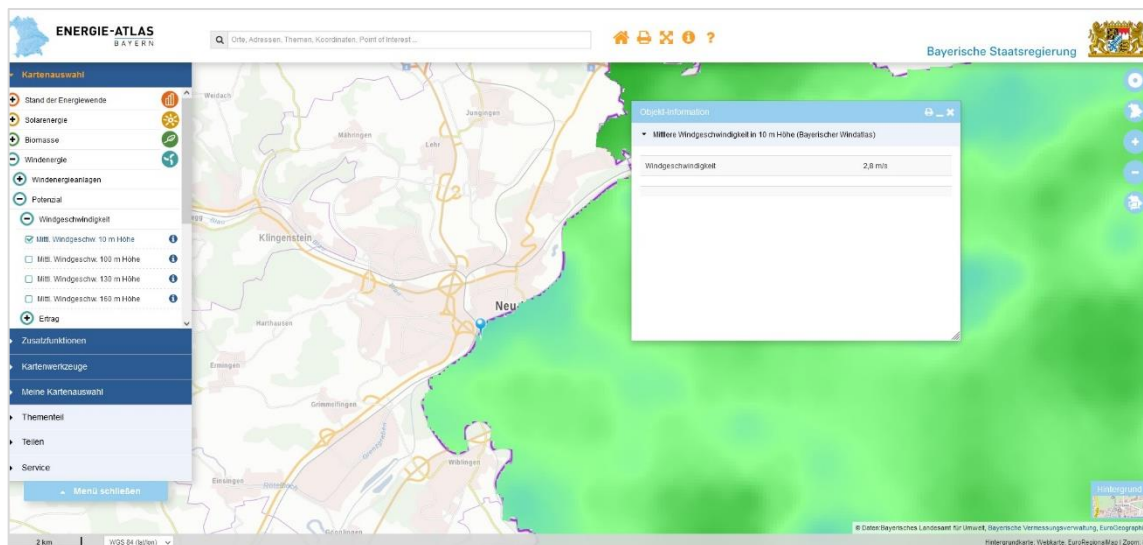 ENERGIE-ATLAS
BAYERN
Orte, Adressen, Themen, Koordinaten, Point of Interest ...
Bayerische Staatsregierung
Kartenauswahl
Stand der Energiewende
Solarenergie
Biomasse
Windenergie
Windenergieanlagen
Potenzial
Windgeschwindigkeit
Mittl. Windgeschw. 10 m Höhe
Mittl. Windgeschw. 100 m Höhe
Mittl. Windgeschw. 130 m Höhe
Mittl. Windgeschw. 160 m Höhe
Ertrag
Zusatzfunktionen
Kartenwerkzeuge
Meine Kartenauswahl
Thementeil
Teilen
Service
Menü schließen
Weidach
Mähringen
Lehr
Jungingen
Klingenstein
Neu
Harthausen
Ermingen
Grimmelfingen
Einsingen
Wiblingen
Objekt-Information
Mittlere Windgeschwindigkeit in 10 m Höhe (Bayerischer Windatlas)
Windgeschwindigkeit 2,8 m/s
Hintergrund
© Daten:Bayerisches Landesamt für Umwelt, Bayerische Vermessungsverwaltung, EuroGeograph
2 km WGS 84 (lat/lon)
Hintergrundkarte: Webkarte, EuroRegionalMap | Zoom